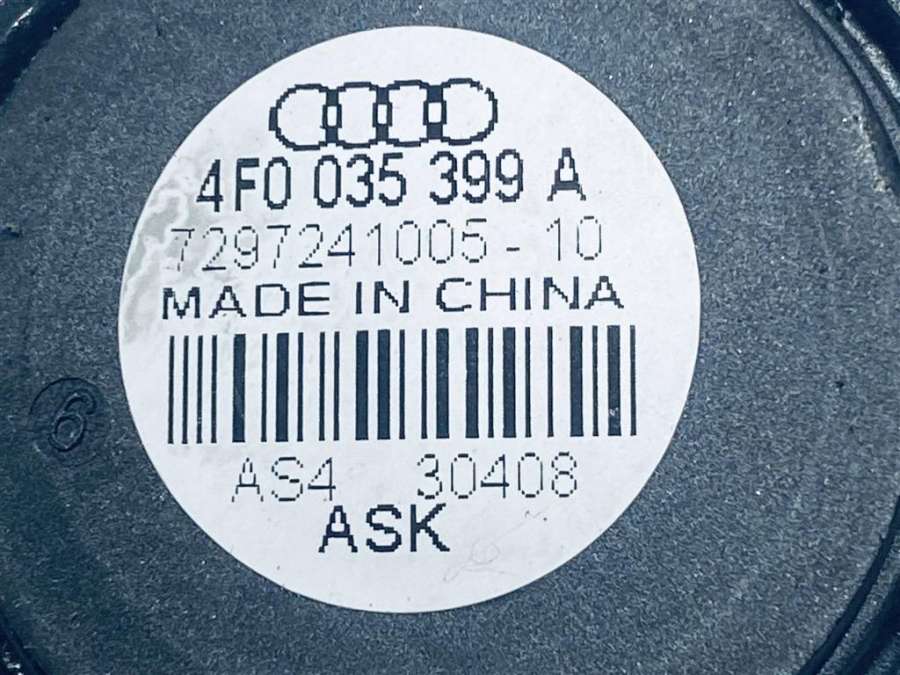 4F0 035 399 A
7297241005-10
MADE IN CHINA
AS4 30408
ASK
6